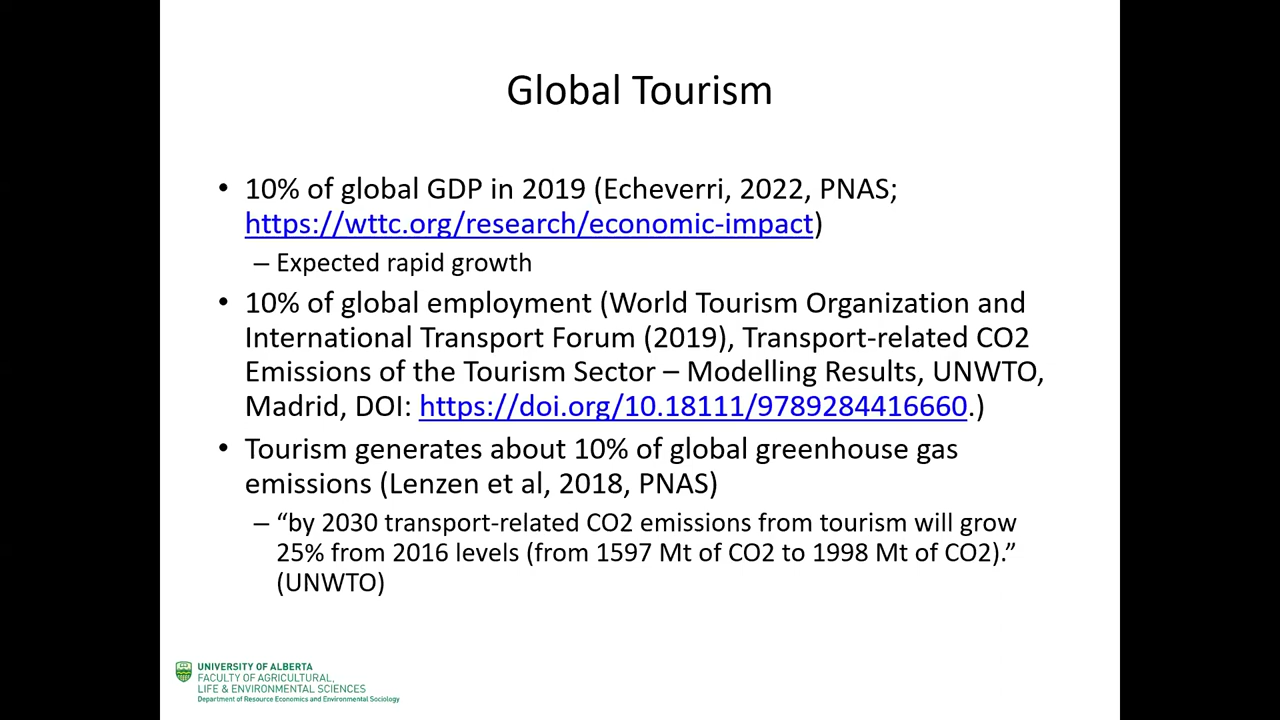 Global Tourism
• 10% of global GDP in 2019 (Echeverri, 2022, PNAS;
https://wttc.org/research/economic-impact)
– Expected rapid growth
• 10% of global employment (World Tourism Organization and
International Transport Forum (2019), Transport-related CO2
Emissions of the Tourism Sector – Modelling Results, UNWTO,
Madrid, DOI: https://doi.org/10.18111/9789284416660.)
• Tourism generates about 10% of global greenhouse gas
emissions (Lenzen et al, 2018, PNAS)
– “by 2030 transport-related CO2 emissions from tourism will grow
25% from 2016 levels (from 1597 Mt of CO2 to 1998 Mt of CO2).”
(UNWTO)
UNIVERSITY OF ALBERTA
FACULTY OF AGRICULTURAL,
LIFE & ENVIRONMENTAL SCIENCES
Department of Resource Economics and Environmental Sociology